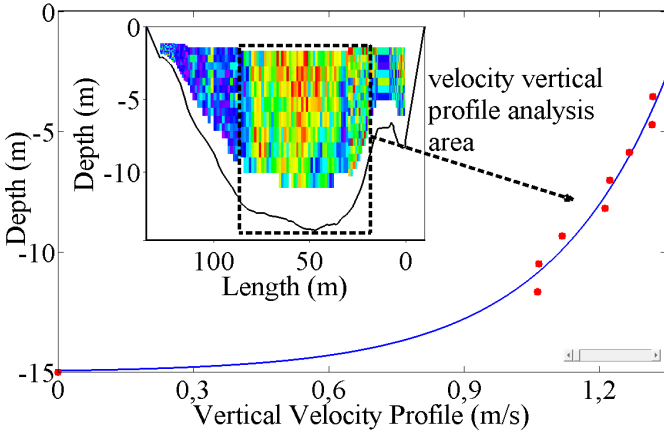 0
0
velocity vertical
profile analysis
area
-5
-10
Depth (m)
-5
Depth (m)
100
50
0
Length (m)
-10
-15
0
0,3
0,6
0,9
1,2
Vertical Velocity Profile (m/s)